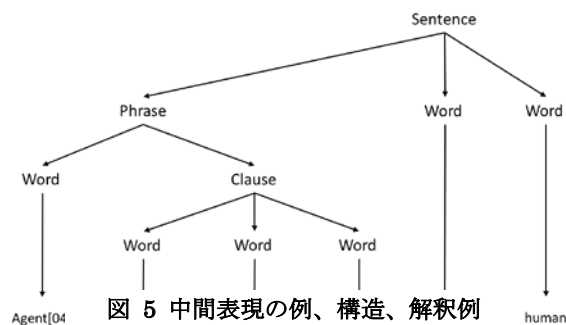 Sentence
Phrase Word Word
Word Clause
Word Word Word
Agent[04 図 5 中間表現の例、構造、解釈例 human